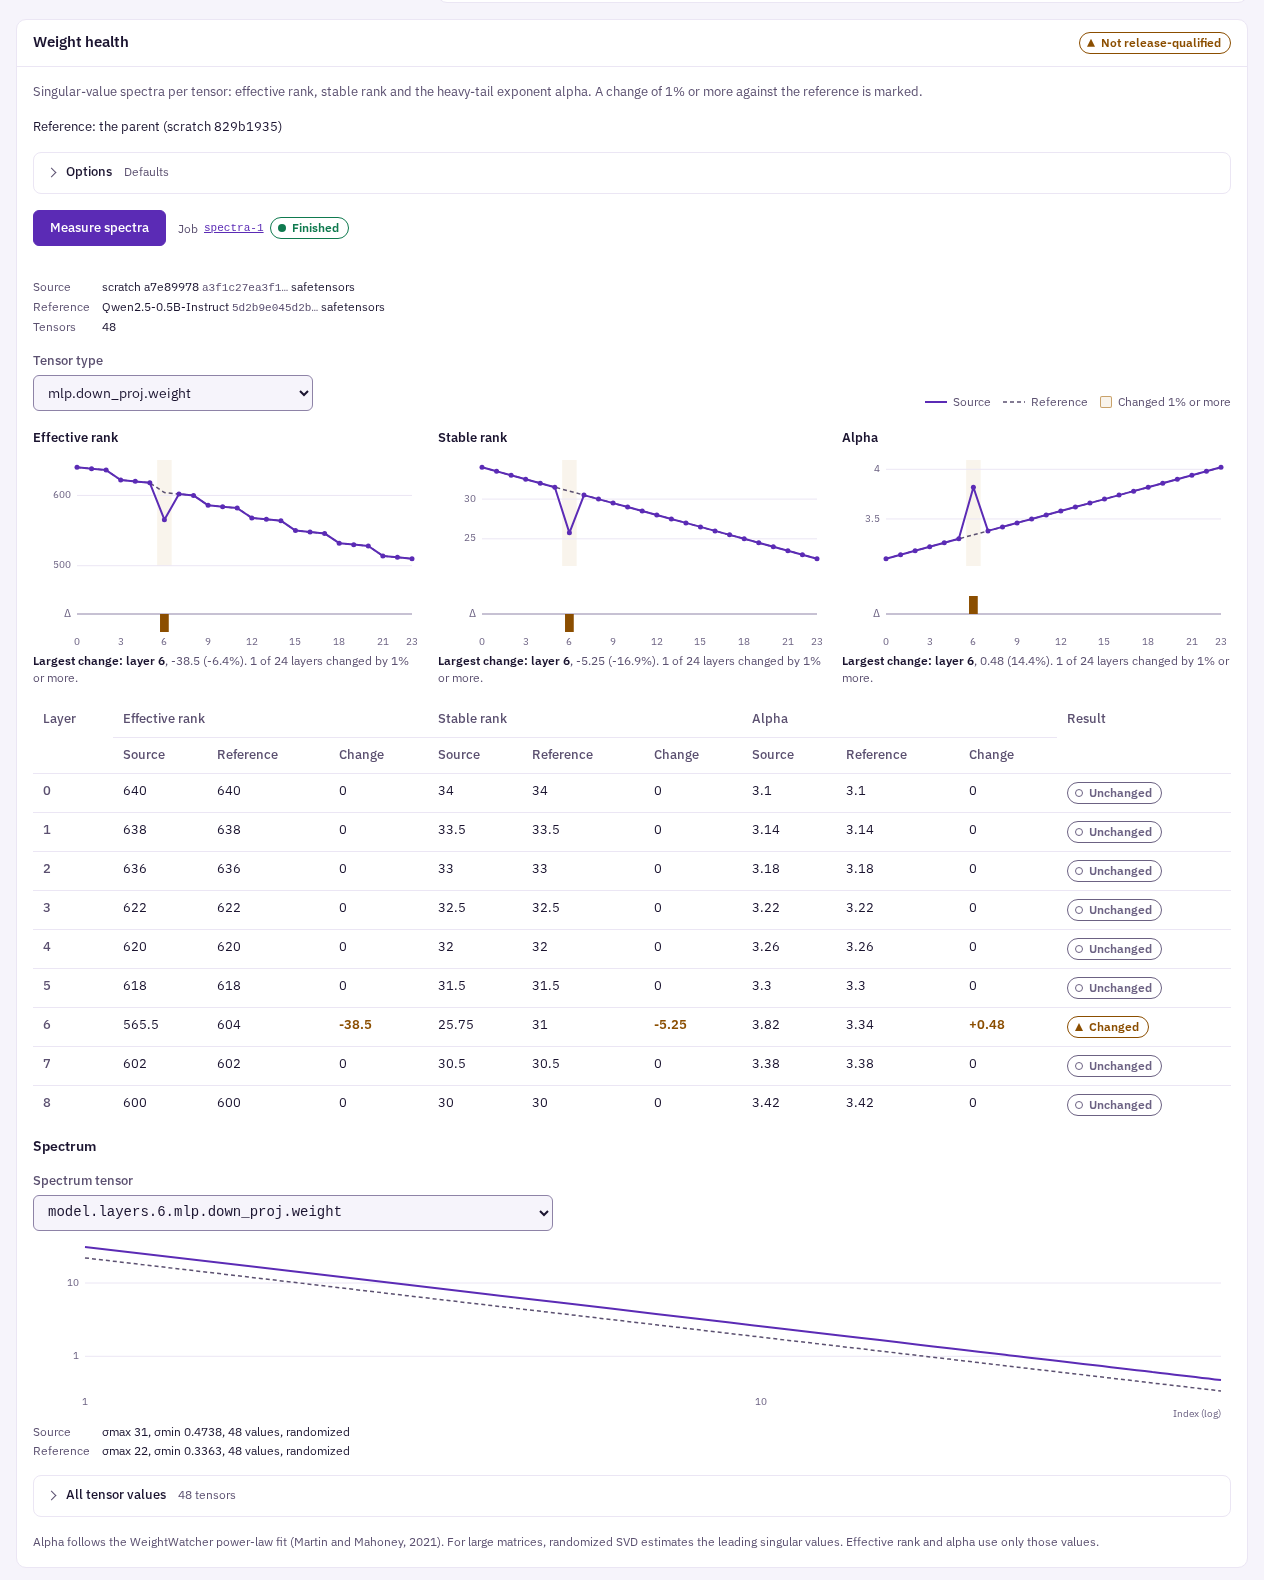 Weight health
▲ Not release-qualified
Singular-value spectra per tensor: effective rank, stable rank and the heavy-tail exponent alpha. A change of 1% or more against the reference is marked.
Reference: the parent (scratch 829b1935)
Options Defaults
Measure spectra Job spectra-1 Finished
Source scratch a7e89978 a3f1c27ea3f1… safetensors
Reference Qwen2.5-0.5B-Instruct 5d2b9e045d2b… safetensors
Tensors 48
Tensor type
mlp.down_proj.weight
Source Reference Changed 1% or more
Effective rank
600
500
Δ
0 3 6 9 12 15 18 21 23
Largest change: layer 6, -38.5 (-6.4%). 1 of 24 layers changed by 1%
or more.
Stable rank
30
25
Δ
0 3 6 9 12 15 18 21 23
Largest change: layer 6, -5.25 (-16.9%). 1 of 24 layers changed by 1%
or more.
Alpha
4
3.5
Δ
0 3 6 9 12 15 18 21 23
Largest change: layer 6, 0.48 (14.4%). 1 of 24 layers changed by 1% or
more.
Layer Effective rank Stable rank Alpha Result
Source Reference Change Source Reference Change Source Reference Change
0 640 640 0 34 34 0 3.1 3.1 0 Unchanged
1 638 638 0 33.5 33.5 0 3.14 3.14 0 Unchanged
2 636 636 0 33 33 0 3.18 3.18 0 Unchanged
3 622 622 0 32.5 32.5 0 3.22 3.22 0 Unchanged
4 620 620 0 32 32 0 3.26 3.26 0 Unchanged
5 618 618 0 31.5 31.5 0 3.3 3.3 0 Unchanged
6 565.5 604 -38.5 25.75 31 -5.25 3.82 3.34 +0.48 ▲ Changed
7 602 602 0 30.5 30.5 0 3.38 3.38 0 Unchanged
8 600 600 0 30 30 0 3.42 3.42 0 Unchanged
Spectrum
Spectrum tensor
model.layers.6.mlp.down_proj.weight
10
1
1 10
Index (log)
Source σmax 31, σmin 0.4738, 48 values, randomized
Reference σmax 22, σmin 0.3363, 48 values, randomized
All tensor values 48 tensors
Alpha follows the WeightWatcher power-law fit (Martin and Mahoney, 2021). For large matrices, randomized SVD estimates the leading singular values. Effective rank and alpha use only those values.